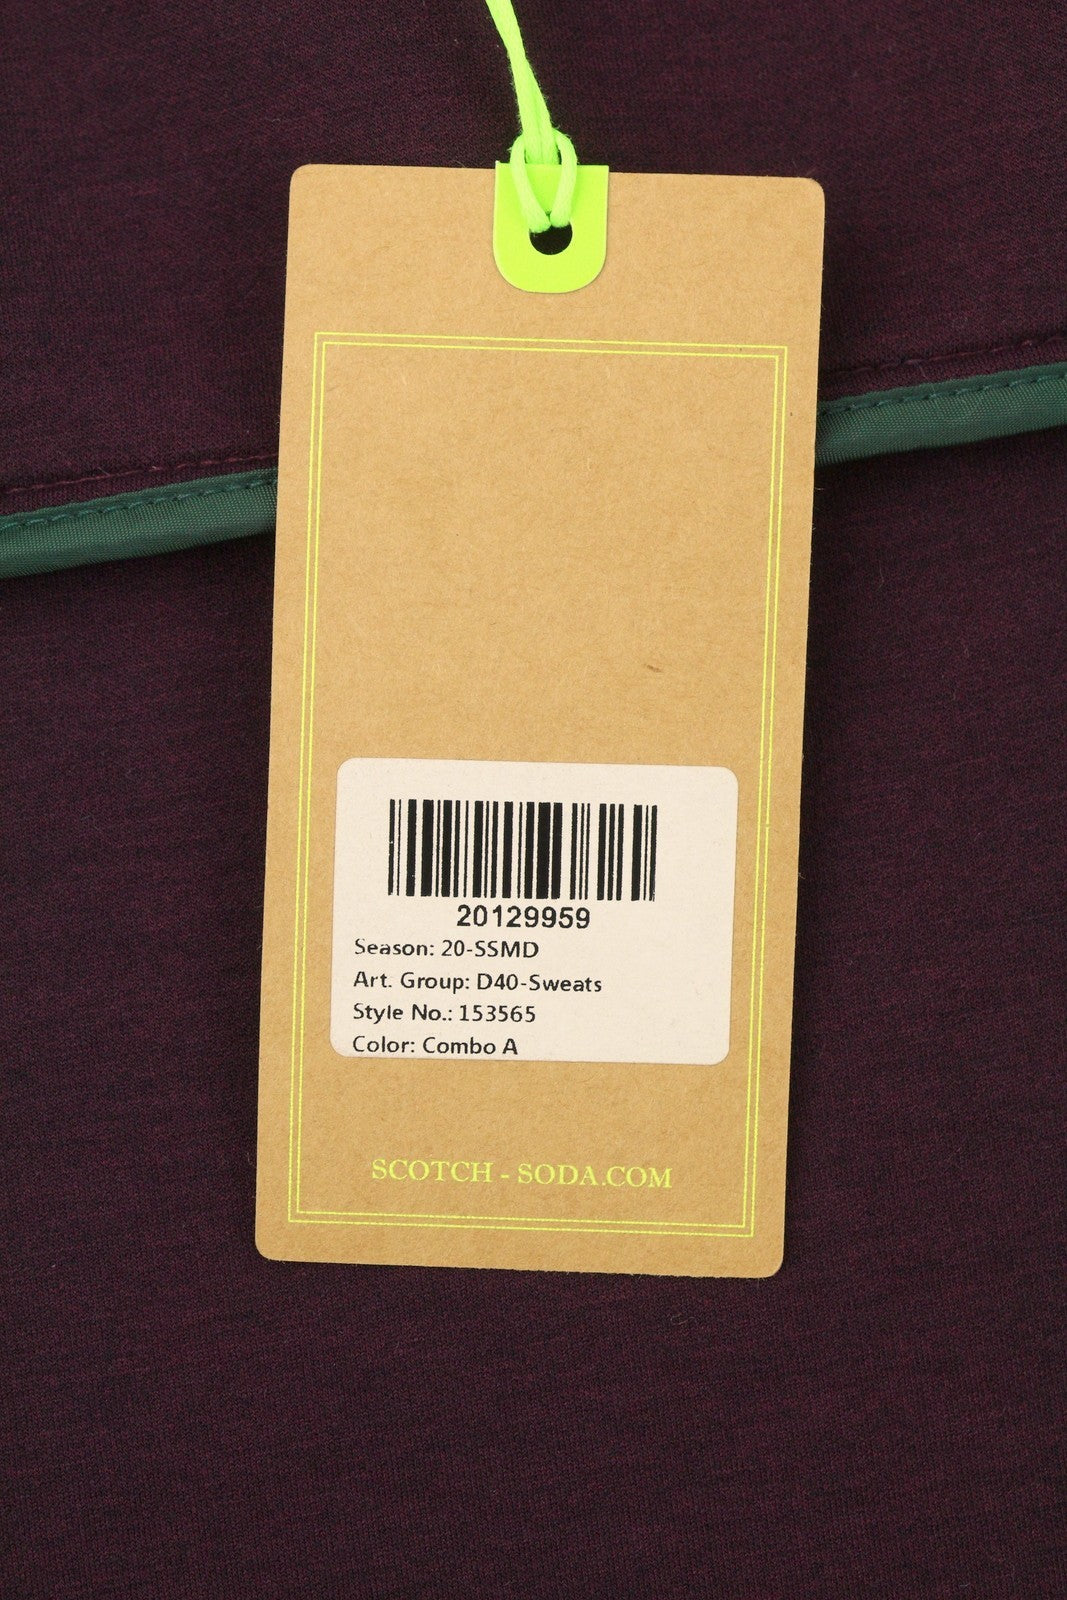 20129959
Season: 20-SSMD
Art. Group: D40-Sweats
Style No.: 153565
Color: Combo A
SCOTCH - SODA.COM